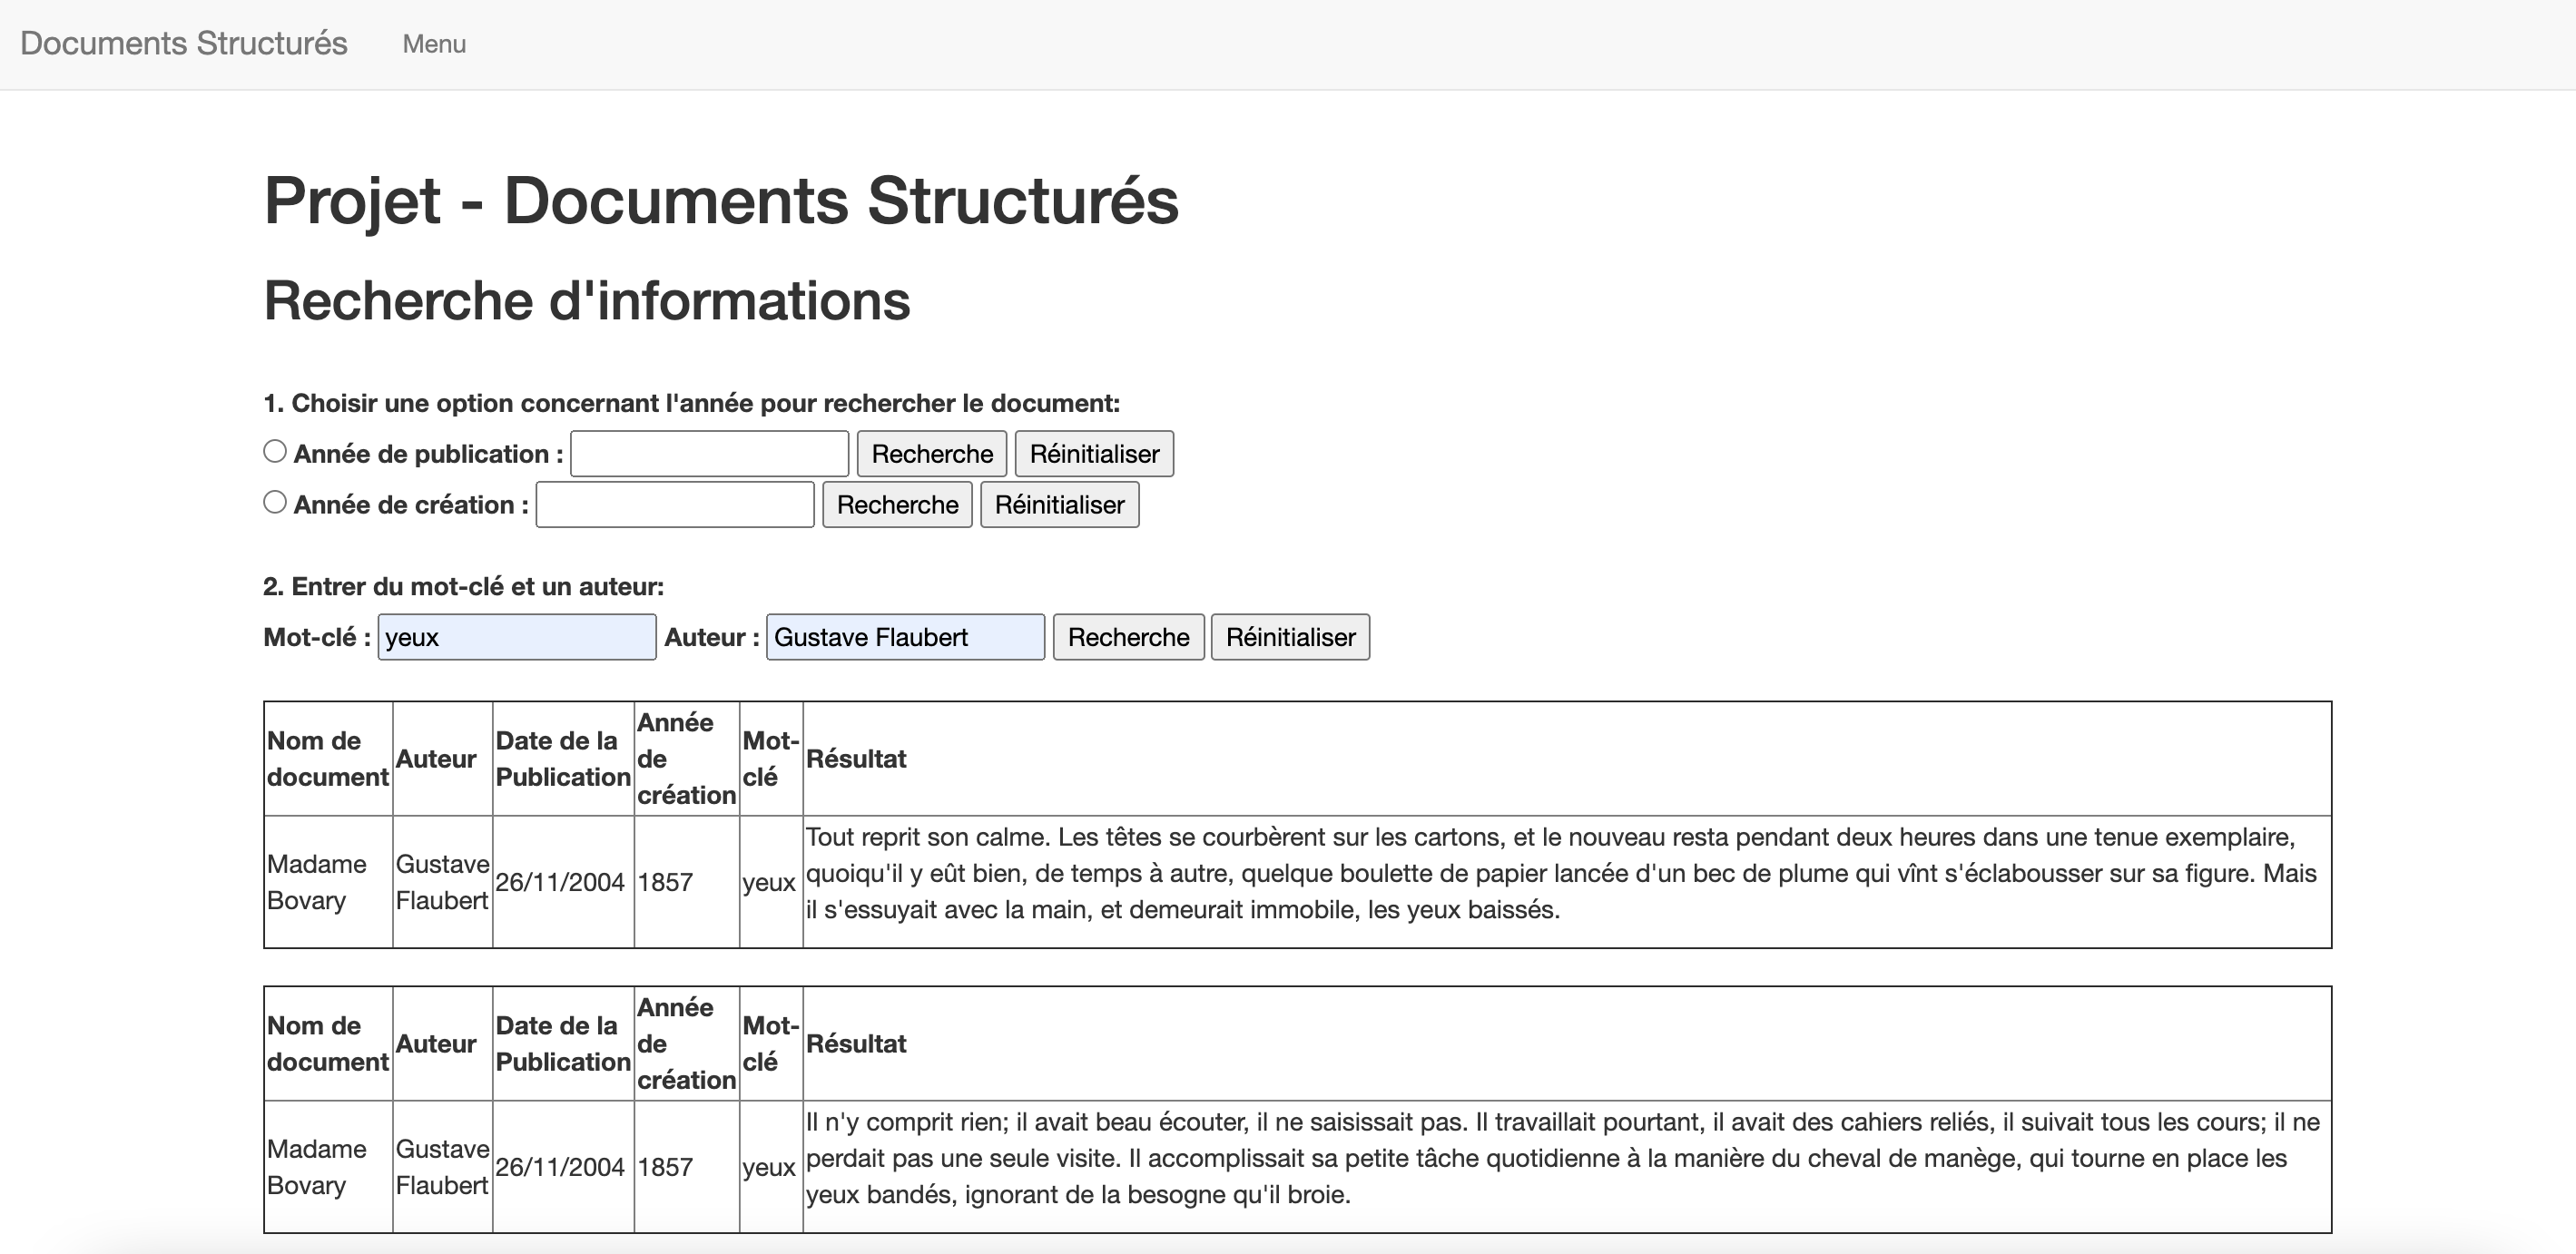 Documents Structurés Menu
Projet - Documents Structurés
Recherche d'informations
1. Choisir une option concernant l'année pour rechercher le document:
Année de publication : Recherche Réinitialiser
Année de création : Recherche Réinitialiser
2. Entrer du mot-clé et un auteur:
Mot-clé : yeux Auteur : Gustave Flaubert Recherche Réinitialiser
Nom de document
Auteur
Date de la Publication
Année de création
Mot-clé
Résultat
Madame Bovary
Gustave Flaubert
26/11/2004
1857
yeux
Tout reprit son calme. Les têtes se courbèrent sur les cartons, et le nouveau resta pendant deux heures dans une tenue exemplaire,
quoiqu'il y eût bien, de temps à autre, quelque boulette de papier lancée d'un bec de plume qui vînt s'éclabousser sur sa figure. Mais
il s'essuyait avec la main, et demeurait immobile, les yeux baissés.
Nom de document
Auteur
Date de la Publication
Année de création
Mot-clé
Résultat
Madame Bovary
Gustave Flaubert
26/11/2004
1857
yeux
Il n'y comprit rien; il avait beau écouter, il ne saisissait pas. Il travaillait pourtant, il avait des cahiers reliés, il suivait tous les cours; il ne
perdait pas une seule visite. Il accomplissait sa petite tâche quotidienne à la manière du cheval de manège, qui tourne en place les
yeux bandés, ignorant de la besogne qu'il broie.